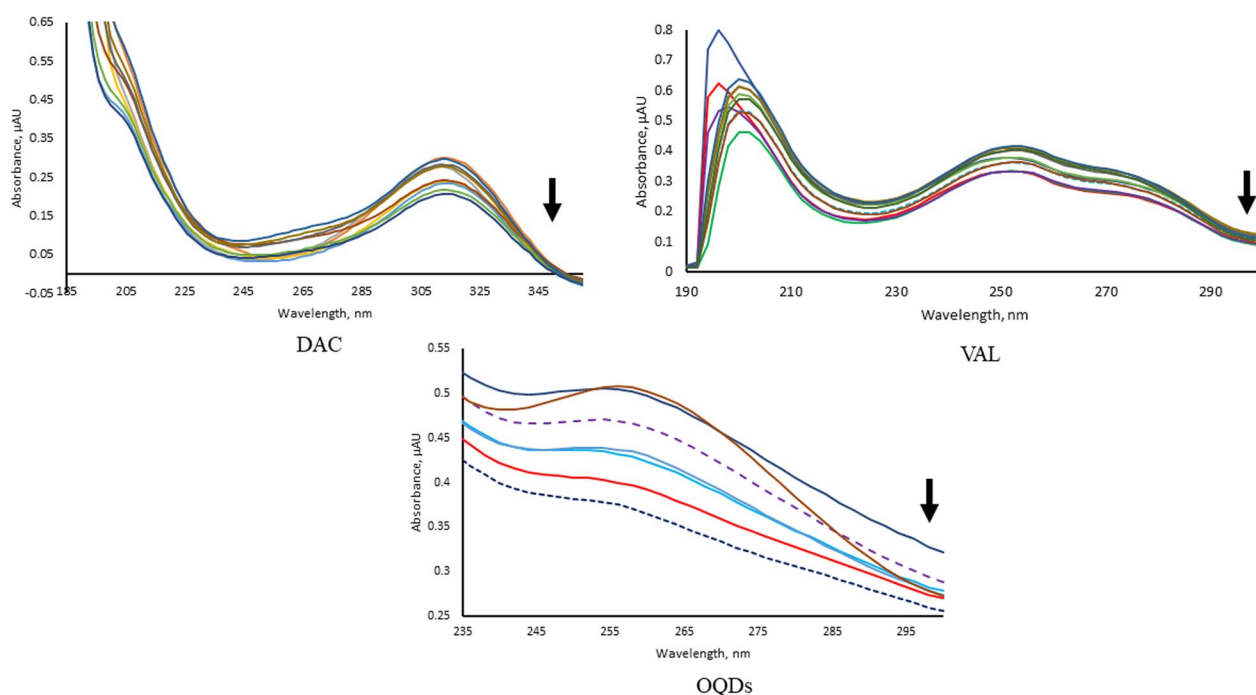 0.65
0.55
0.45
0.35
0.25
0.15
0.05
-0.05
Absorbance, µAU
185 205 225 245 265 285 305 325 345
Wavelength, nm
DAC
0.8
0.7
0.6
0.5
0.4
0.3
0.2
0.1
0
Absorbance, µAU
190 210 230 250 270 290
Wavelength, nm
VAL
0.55
0.5
0.45
0.4
0.35
0.3
0.25
Absorbance, µAU
235 245 255 265 275 285 295
Wavelength, nm
OQDs